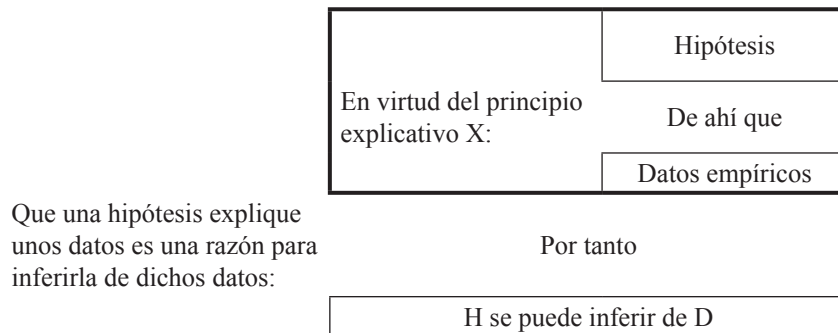 Hipótesis
En virtud del principio
explicativo X:
De ahí que
Datos empíricos
Que una hipótesis explique
unos datos es una razón para
inferirla de dichos datos:
Por tanto
H se puede inferir de D